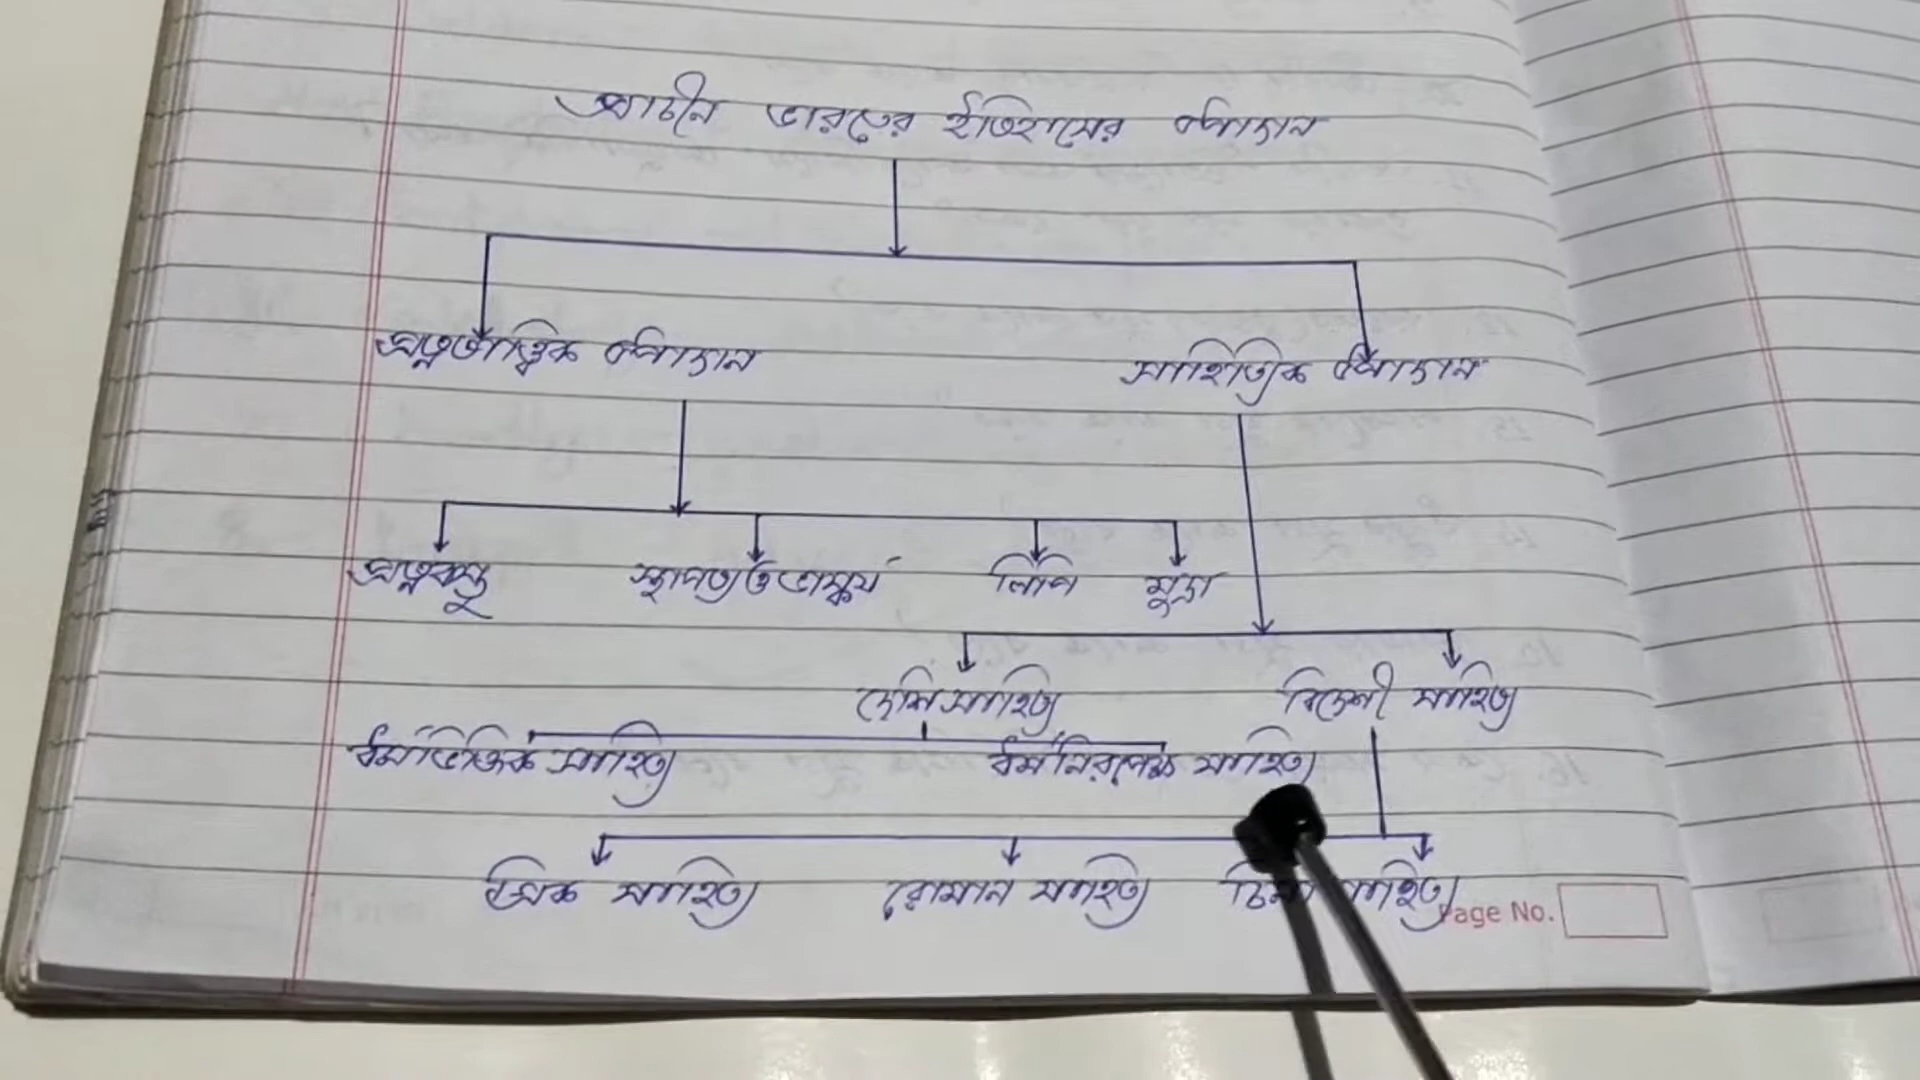 প্রাচীন ভারতের ইতিহাসের উপাদান
প্রত্নতাত্ত্বিক উপাদান
সাহিত্যিক উপাদান
প্রত্নবস্তু স্থাপত্য ও ভাস্কর্য লিপি মুদ্রা
দেশি সাহিত্য বিদেশী সাহিত্য
ধর্মভিত্তিক সাহিত্য ধর্মনিরপেক্ষ সাহিত্য
গ্রিক সাহিত্য রোমান সাহিত্য সাহিত্য
Page No.